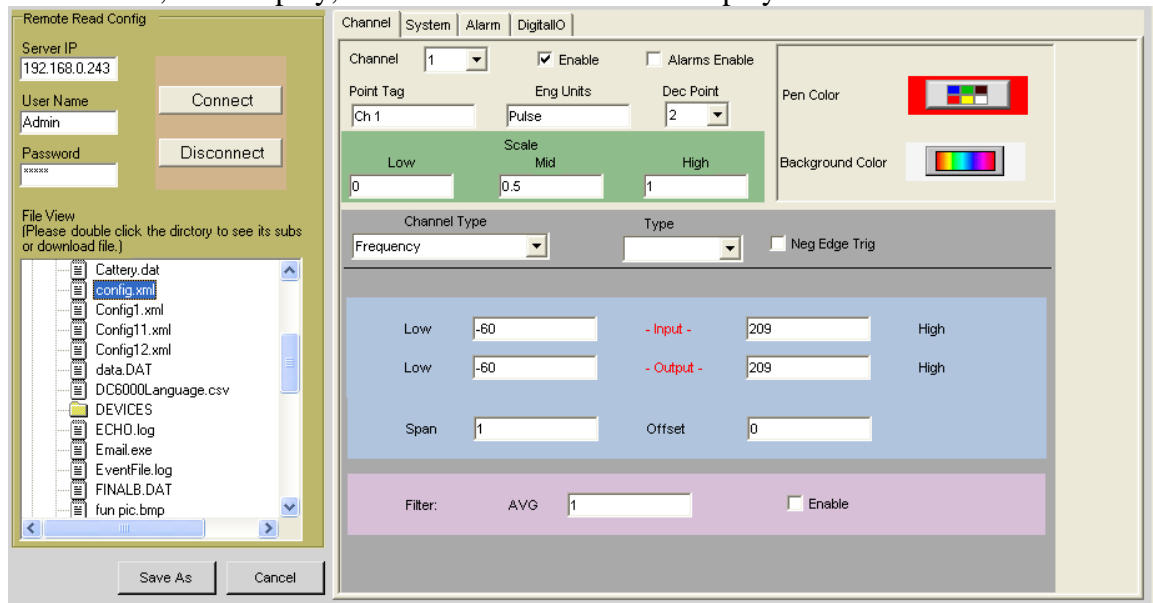 Remote Read Config
Server IP
192.168.0.243
User Name
Admin
Password
*****
Connect
Disconnect
File View
(Please double click the dirctory to see its subs
or download file.)
Cattery.dat
config.xml
Config1.xml
Config11.xml
Config12.xml
data.DAT
DC6000Language.csv
DEVICES
ECHO.log
Email.exe
EventFile.log
FINALB.DAT
fun pic.bmp
Save As Cancel
Channel System Alarm DigitalIO
Channel 1 Enable Alarms Enable
Point Tag Eng Units Dec Point
Ch 1 Pulse 2
Scale
Low Mid High
0 0.5 1
Pen Color
Background Color
Channel Type Type
Frequency Neg Edge Trig
Low -60 - Input - 209 High
Low -60 - Output - 209 High
Span 1 Offset 0
Filter: AVG 1 Enable